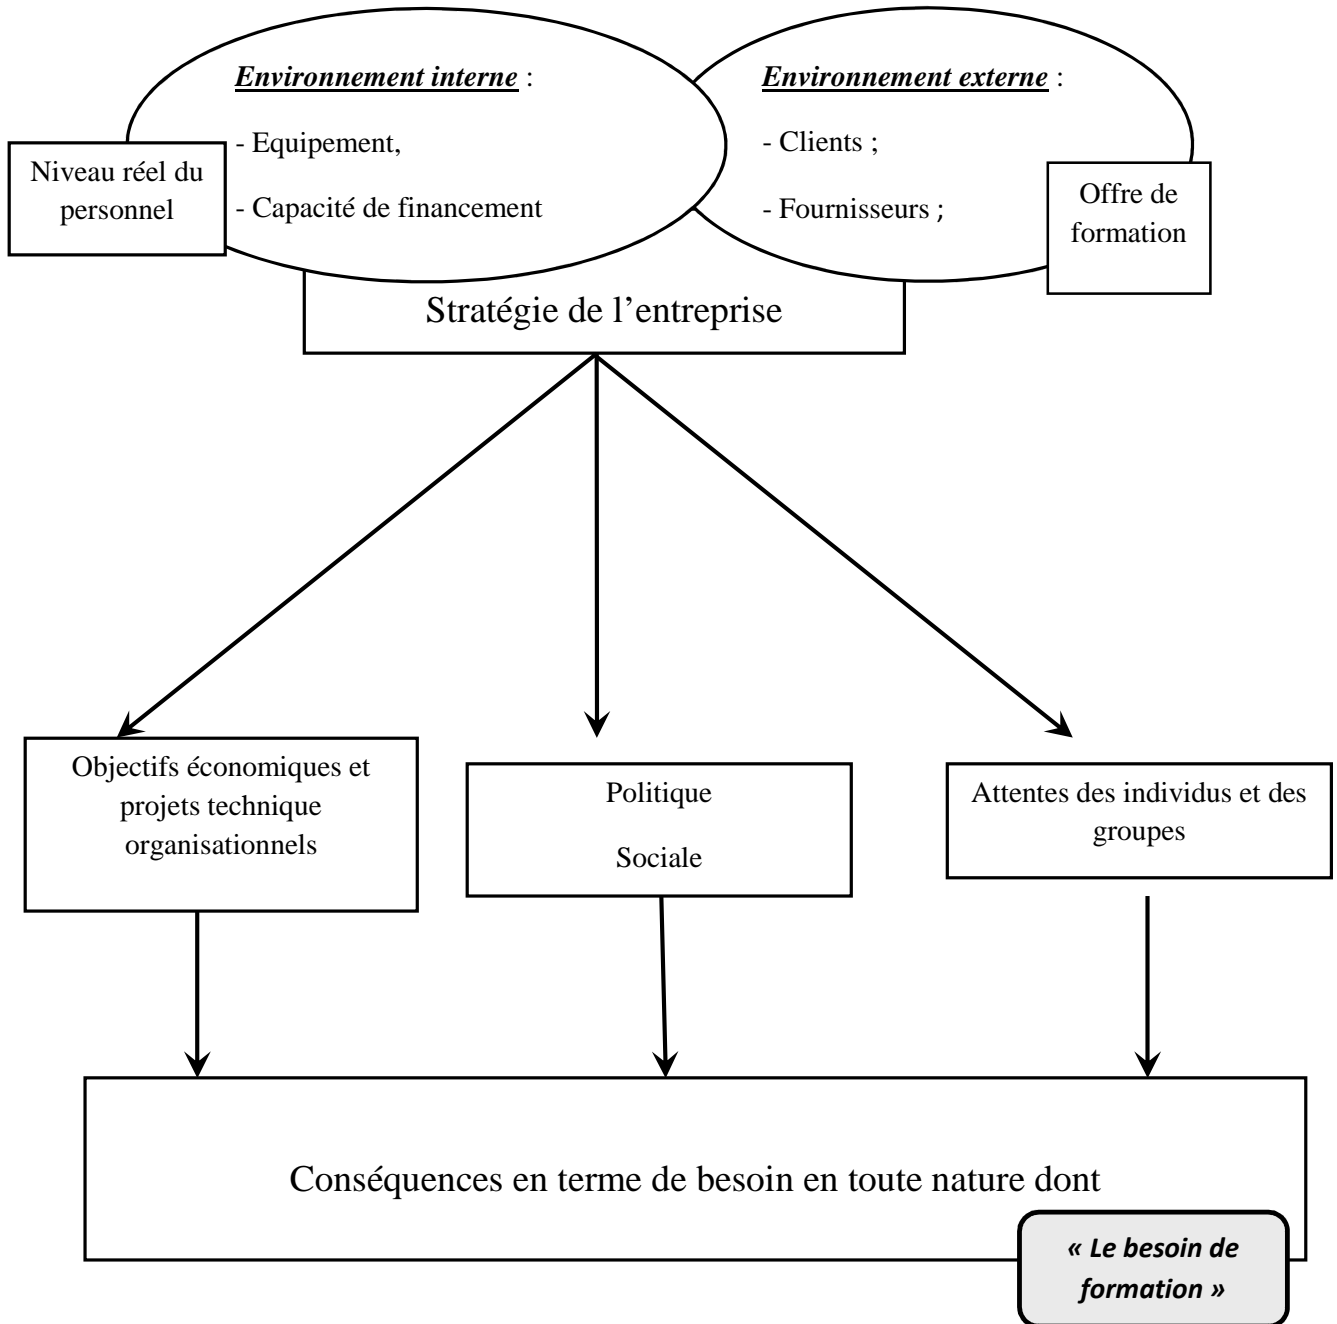 Environnement interne :
- Equipement,
- Capacité de financement
Environnement externe :
- Clients ;
- Fournisseurs ;
Niveau réel du
personnel
Offre de
formation
Stratégie de l’entreprise
Objectifs économiques et
projets technique
organisationnels
Politique
Sociale
Attentes des individus et des
groupes
Conséquences en terme de besoin en toute nature dont
« Le besoin de
formation »